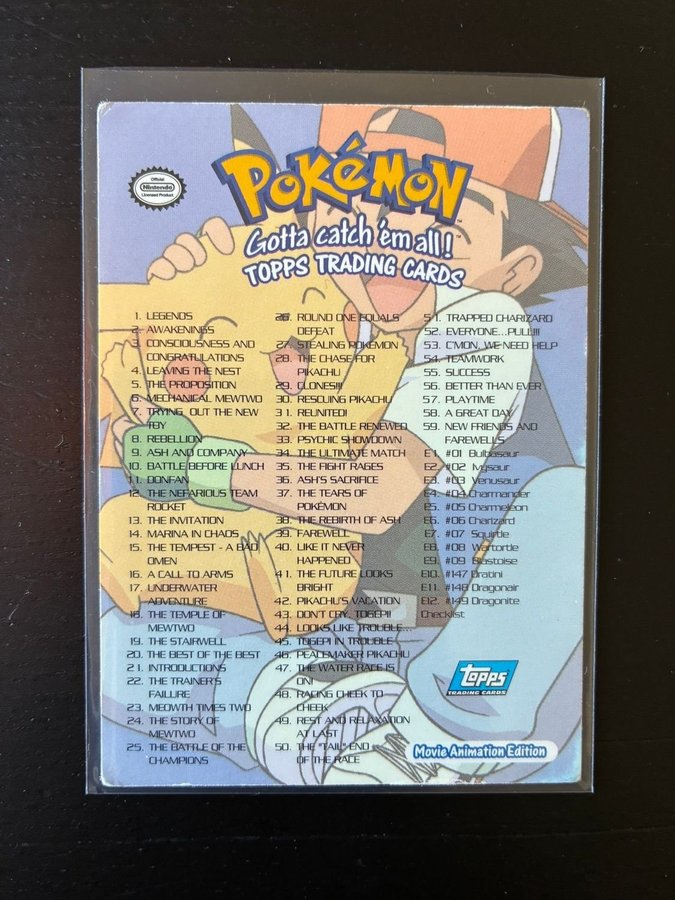 Official
Nintendo
Licensed Product
POKéMON
™
Gotta catch 'em all!
TOPPS TRADING CARDS
1. LEGENDS
2. AWAKENINGS
3. CONSCIOUSNESS AND
CONGRATULATIONS
4. LEAVING THE NEST
5. THE PROPOSITION
6. MECHANICAL MEWTWO
7. TRYING OUT THE NEW
TOY
8. REBELLION
9. ASH AND COMPANY
10. BATTLE BEFORE LUNCH
11. DONFAN
12. THE NEFARIOUS TEAM
ROCKET
13. THE INVITATION
14. MARINA IN CHAOS
15. THE TEMPEST - A BAD
OMEN
16. A CALL TO ARMS
17. UNDERWATER
ADVENTURE
18. THE TEMPLE OF
MEWTWO
19. THE STAIRWELL
20. THE BEST OF THE BEST
21. INTRODUCTIONS
22. THE TRAINER'S
FAILURE
23. MEOWTH TIMES TWO
24. THE STORY OF
MEWTWO
25. THE BATTLE OF THE
CHAMPIONS
26. ROUND ONE EQUALS
DEFEAT
27. STEALING POKÉMON
28. THE CHASE FOR
PIKACHU
29. CLONES!!!
30. RESCUING PIKACHU
31. REUNITED!
32. THE BATTLE RENEWED
33. PSYCHIC SHOWDOWN
34. THE ULTIMATE MATCH
35. THE FIGHT RAGES
36. ASH'S SACRIFICE
37. THE TEARS OF
POKÉMON
38. THE REBIRTH OF ASH
39. FAREWELL
40. LIKE IT NEVER
HAPPENED
41. THE FUTURE LOOKS
BRIGHT
42. PIKACHU'S VACATION
43. DON'T CRY, TOGEPI!
44. LOOKS LIKE TROUBLE...
45. TOGEPI IN TROUBLE
46. PEACEMAKER PIKACHU
47. THE WATER RACE IS
ON!
48. RACING CHEEK TO
CHEEK
49. REST AND RELAXATION
AT LAST
50. THE "TAIL" END
OF THE RACE
51. TRAPPED CHARIZARD
52. EVERYONE...PULL!!!
53. C'MON, WE NEED HELP
54. TEAMWORK
55. SUCCESS
56. BETTER THAN EVER
57. PLAYTIME
58. A GREAT DAY
59. NEW FRIENDS AND
FAREWELLS
E1. #01 Bulbasaur
E2. #02 Ivysaur
E3. #03 Venusaur
E4. #04 Charmander
E5. #05 Charmeleon
E6. #06 Charizard
E7. #07 Squirtle
E8. #08 Wartortle
E9. #09 Blastoise
E10. #147 Dratini
E11. #148 Dragonair
E12. #149 Dragonite
Checklist
topps
TRADING CARDS
Movie Animation Edition